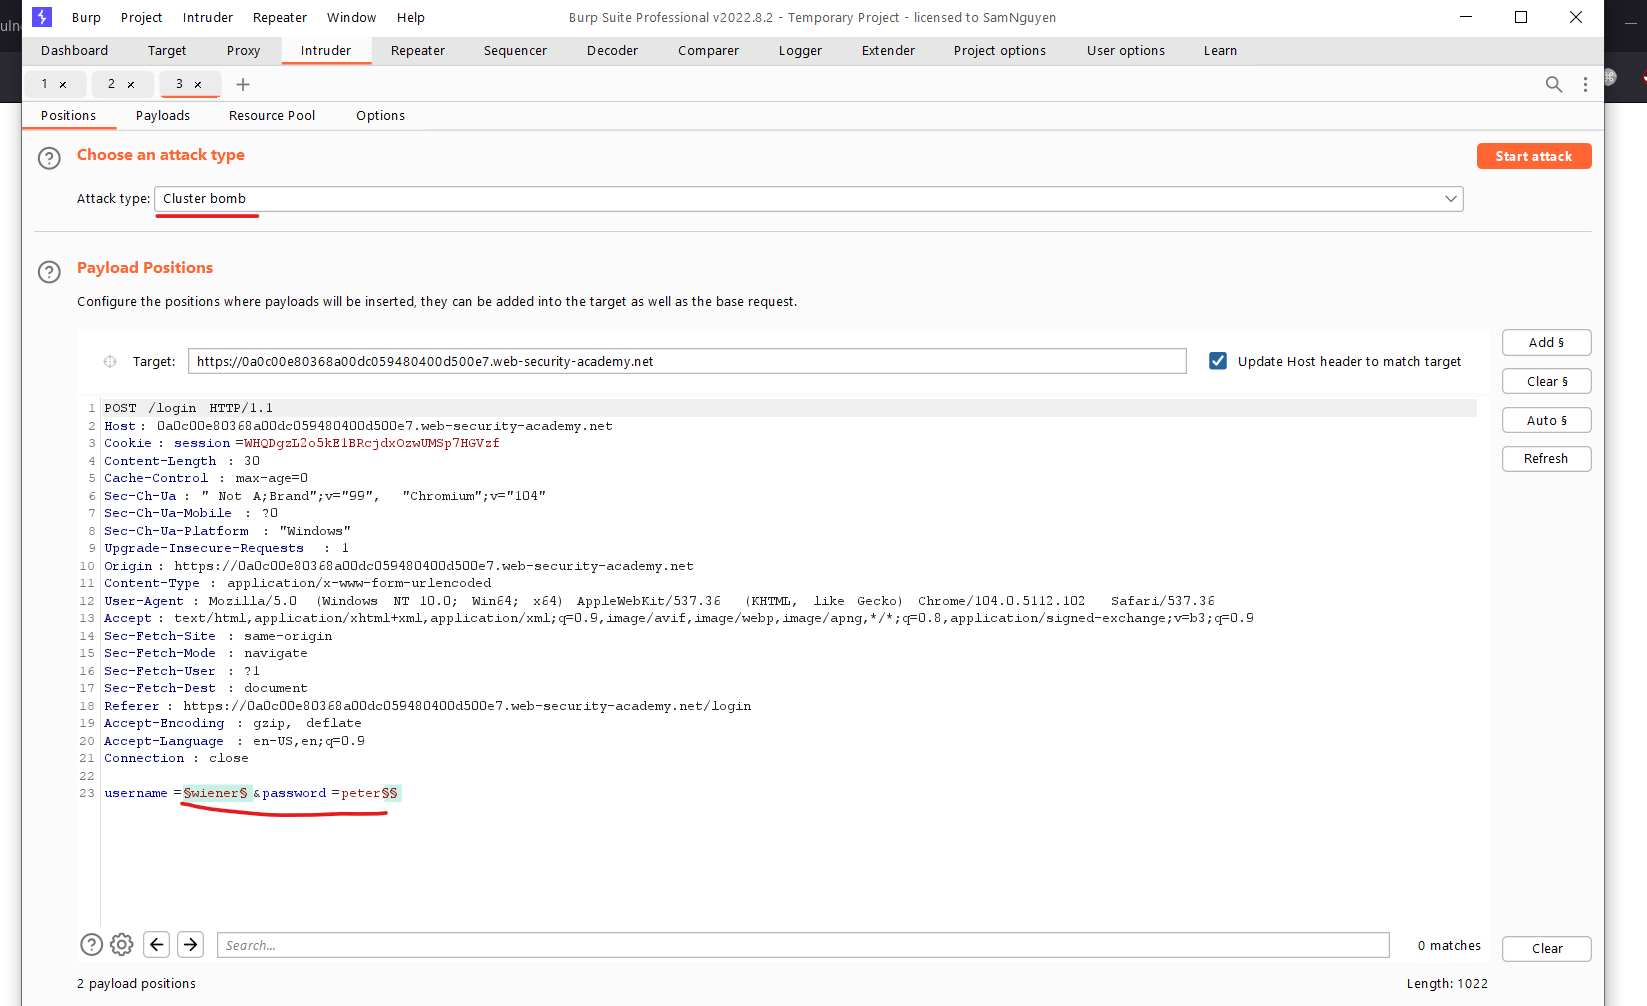 Burp Project Intruder Repeater Window Help Burp Suite Professional v2022.8.2 - Temporary Project - licensed to SamNguyen
Dashboard Target Proxy Intruder Repeater Sequencer Decoder Comparer Logger Extender Project options User options Learn
1 × 2 × 3 × +
Positions Payloads Resource Pool Options
? Choose an attack type Start attack
Attack type: Cluster bomb
? Payload Positions
Configure the positions where payloads will be inserted, they can be added into the target as well as the base request.
Add §
Target: https://0a0c00e80368a00dc059480400d500e7.web-security-academy.net Update Host header to match target
Clear §
Auto §
Refresh
1 POST /login HTTP/1.1
2 Host: 0a0c00e80368a00dc059480400d500e7.web-security-academy.net
3 Cookie: session=WHQDgzL2o5kE1BRcjdxOzwUMSp7HGVzf
4 Content-Length: 30
5 Cache-Control: max-age=0
6 Sec-Ch-Ua: " Not A;Brand";v="99", "Chromium";v="104"
7 Sec-Ch-Ua-Mobile: ?0
8 Sec-Ch-Ua-Platform: "Windows"
9 Upgrade-Insecure-Requests: 1
10 Origin: https://0a0c00e80368a00dc059480400d500e7.web-security-academy.net
11 Content-Type: application/x-www-form-urlencoded
12 User-Agent: Mozilla/5.0 (Windows NT 10.0; Win64; x64) AppleWebKit/537.36 (KHTML, like Gecko) Chrome/104.0.5112.102 Safari/537.36
13 Accept: text/html,application/xhtml+xml,application/xml;q=0.9,image/avif,image/webp,image/apng,*/*;q=0.8,application/signed-exchange;v=b3;q=0.9
14 Sec-Fetch-Site: same-origin
15 Sec-Fetch-Mode: navigate
16 Sec-Fetch-User: ?1
17 Sec-Fetch-Dest: document
18 Referer: https://0a0c00e80368a00dc059480400d500e7.web-security-academy.net/login
19 Accept-Encoding: gzip, deflate
20 Accept-Language: en-US,en;q=0.9
21 Connection: close
22
23 username=§wiener§&password=peter§§
? Search... 0 matches Clear
2 payload positions Length: 1022